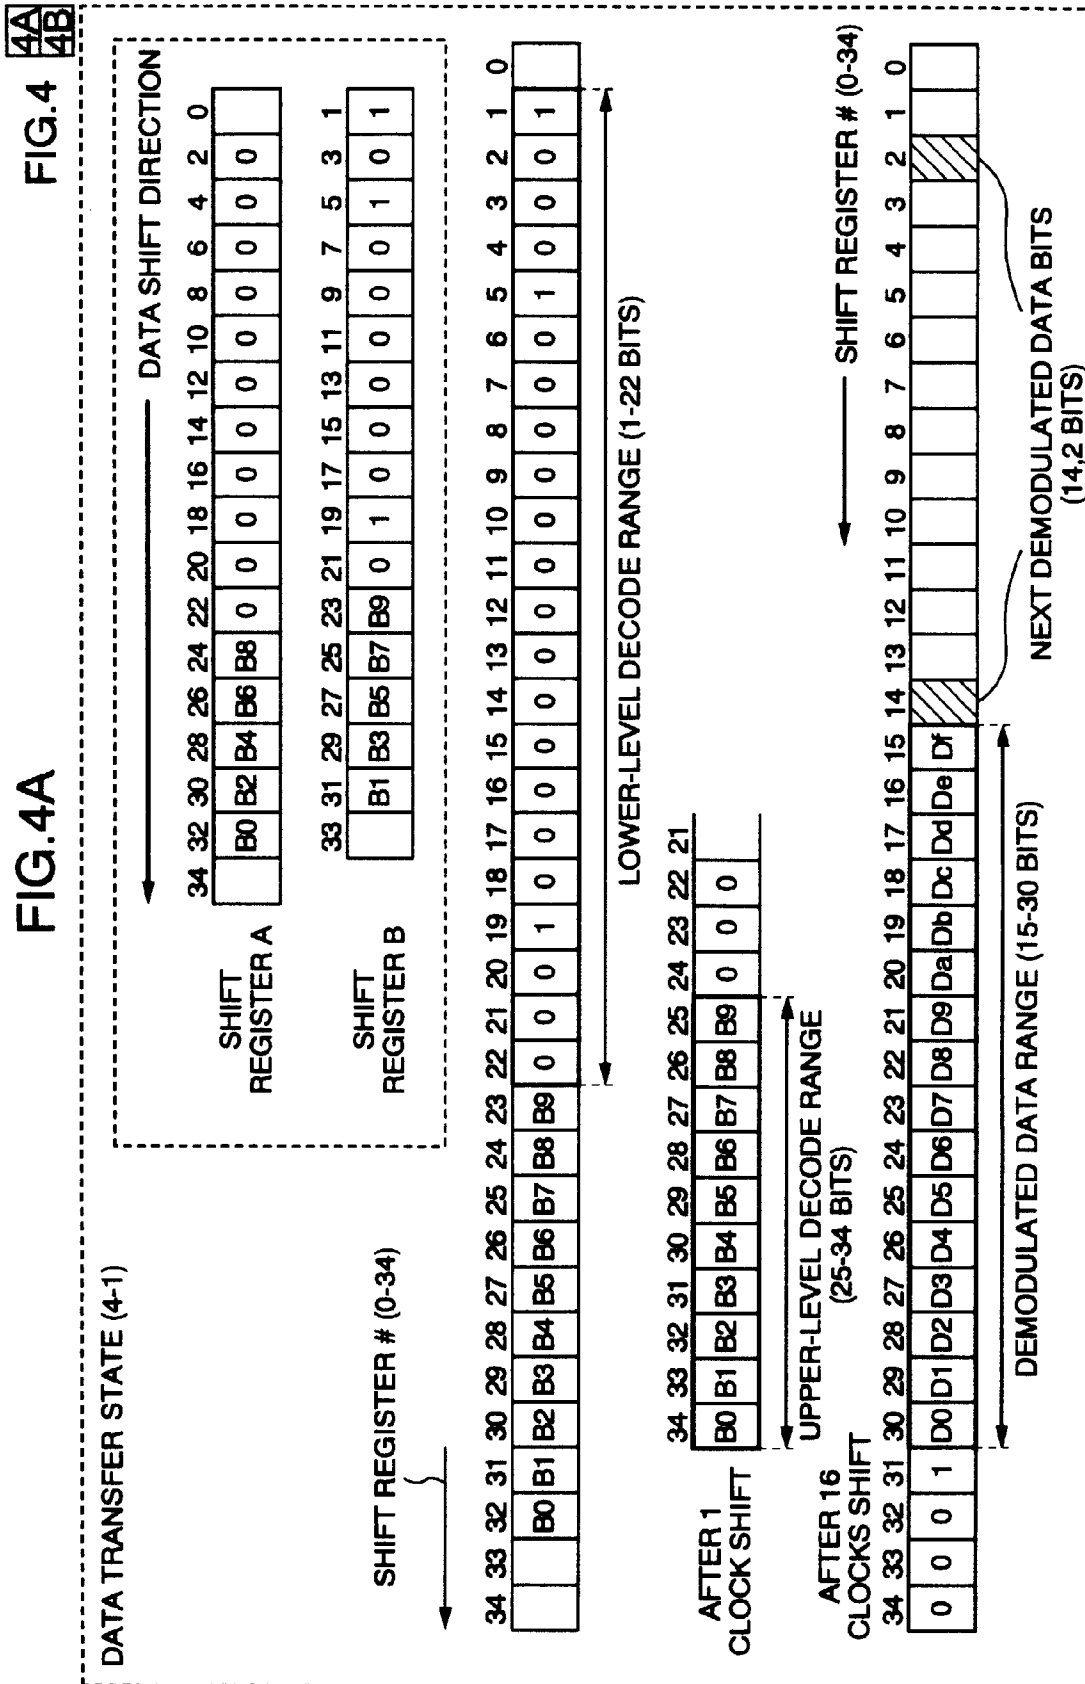 FIG.4
4A
4B
FIG.4A
DATA TRANSFER STATE (4-1)
DATA SHIFT DIRECTION
34 32 30 28 26 24 22 20 18 16 14 12 10 8 6 4 2 0
SHIFT REGISTER A
B0 B2 B4 B6 B8 0 0 0 0 0 0 0 0 0 0 0
33 31 29 27 25 23 21 19 17 15 13 11 9 7 5 3 1
SHIFT REGISTER B
B1 B3 B5 B7 B9 0 1 0 0 0 0 0 0 1 0 1
SHIFT REGISTER # (0-34)
34 33 32 31 30 29 28 27 26 25 24 23 22 21 20 19 18 17 16 15 14 13 12 11 10 9 8 7 6 5 4 3 2 1 0
B0 B1 B2 B3 B4 B5 B6 B7 B8 B9 0 0 0 1 0 0 0 0 0 0 0 0 0 0 0 0 0 1 0 0 0 1
LOWER-LEVEL DECODE RANGE (1-22 BITS)
34 33 32 31 30 29 28 27 26 25 24 23 22 21
AFTER 1
CLOCK SHIFT
B0 B1 B2 B3 B4 B5 B6 B7 B8 B9 0 0 0
UPPER-LEVEL DECODE RANGE
(25-34 BITS)
SHIFT REGISTER # (0-34)
AFTER 16
CLOCKS SHIFT
34 33 32 31 30 29 28 27 26 25 24 23 22 21 20 19 18 17 16 15 14 13 12 11 10 9 8 7 6 5 4 3 2 1 0
0 0 0 1 D0 D1 D2 D3 D4 D5 D6 D7 D8 D9 Da Db Dc Dd De Df
DEMODULATED DATA RANGE (15-30 BITS)
NEXT DEMODULATED DATA BITS
(14,2 BITS)